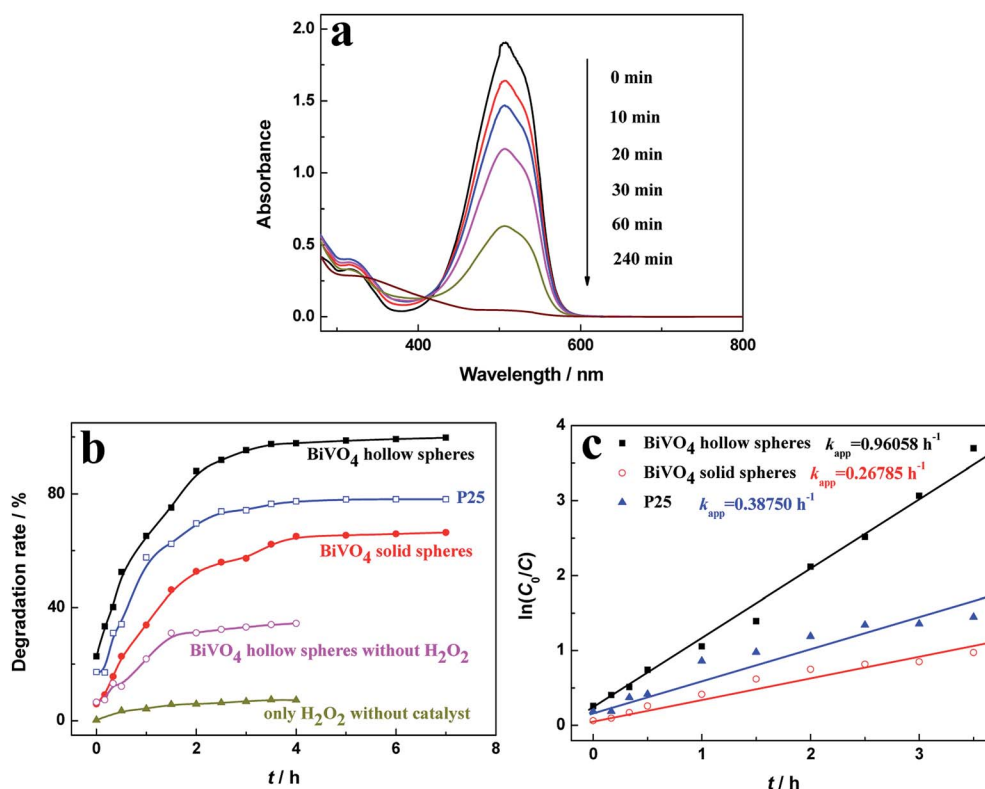 a
2.0
1.5
1.0
0.5
0.0
Absorbance
0 min
10 min
20 min
30 min
60 min
240 min
400 600 800
Wavelength / nm
b
80
40
0
Degradation rate / %
BiVO₄ hollow spheres
P25
BiVO₄ solid spheres
BiVO₄ hollow spheres without H₂O₂
only H₂O₂ without catalyst
0 2 4 6 8
t / h
c
4
3
2
1
0
ln(C₀/C)
BiVO₄ hollow spheres kapp=0.96058 h⁻¹
BiVO₄ solid spheres kapp=0.26785 h⁻¹
P25 kapp=0.38750 h⁻¹
0 1 2 3
t / h